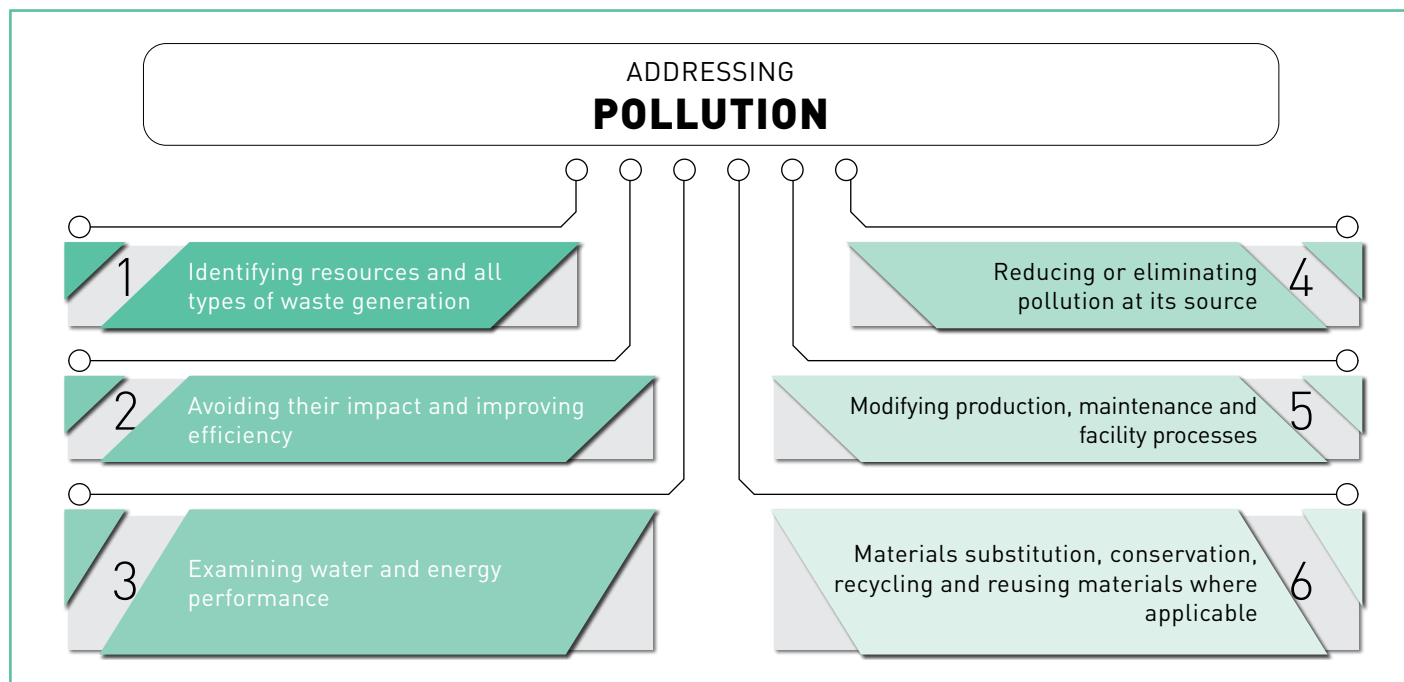 ADDRESSING
POLLUTION
1
Identifying resources and all
types of waste generation
2
Avoiding their impact and improving
efficiency
3
Examining water and energy
performance
4
Reducing or eliminating
pollution at its source
5
Modifying production, maintenance and
facility processes
6
Materials substitution, conservation,
recycling and reusing materials where
applicable